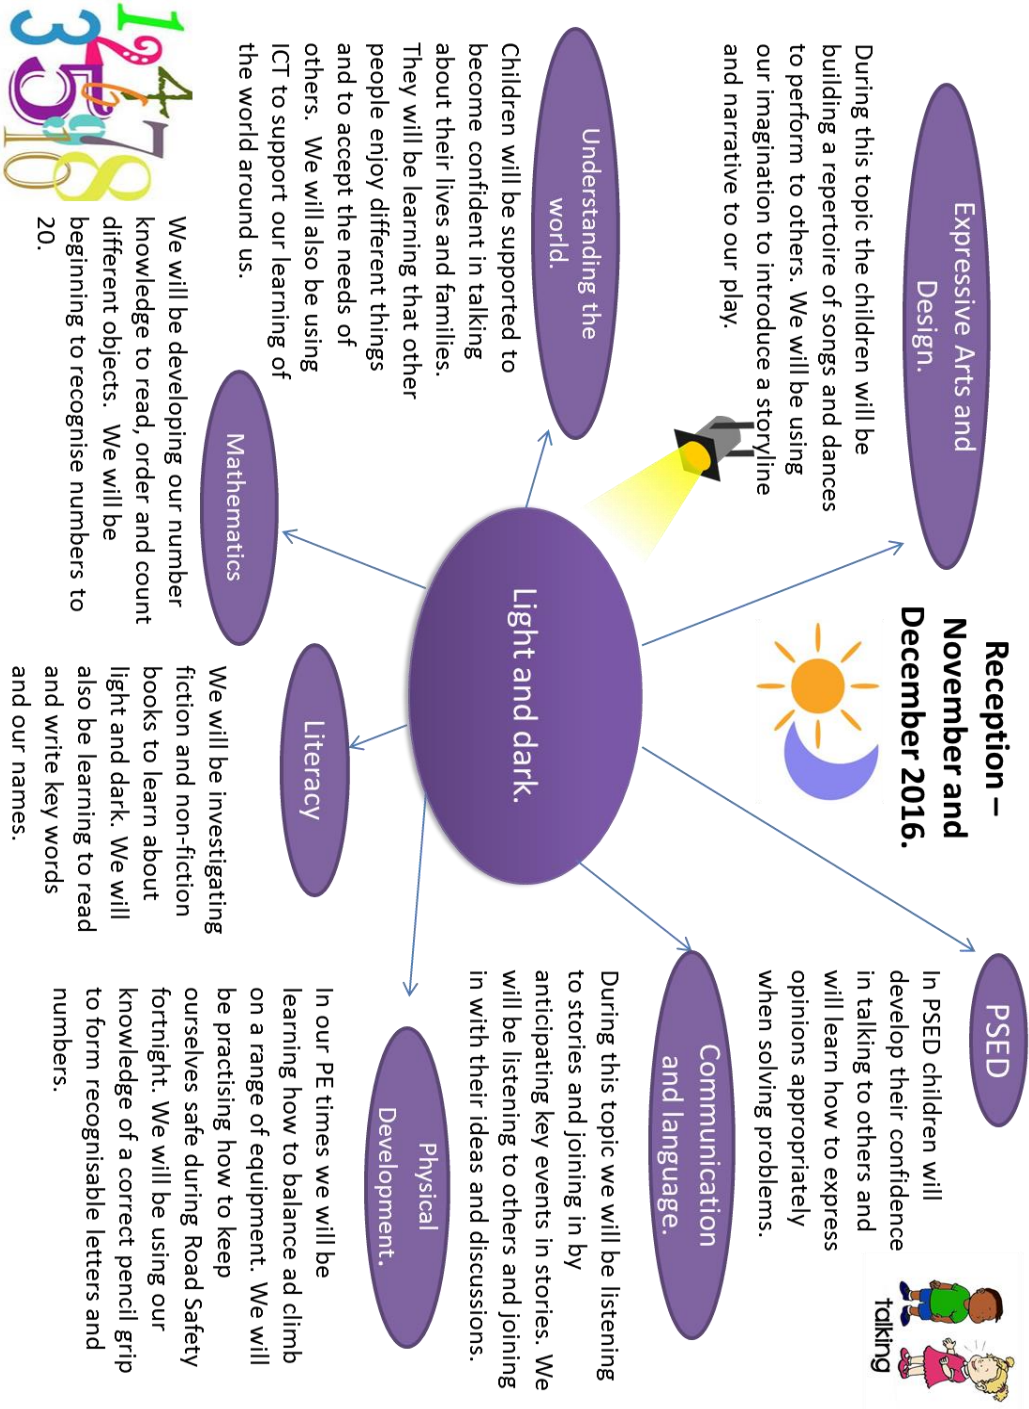 Reception –
November and
December 2016.
Expressive Arts and
Design.
During this topic the children will be
building a repertoire of songs and dances
to perform to others. We will be using
our imagination to introduce a storyline
and narrative to our play.
PSED
In PSED children will
develop their confidence
in talking to others and
will learn how to express
opinions appropriately
when solving problems.
talking
Understanding the
world.
Children will be supported to
become confident in talking
about their lives and families.
They will be learning that other
people enjoy different things
and to accept the needs of
others.  We will also be using
ICT to support our learning of
the world around us.
Light and dark.
Communication
and language.
During this topic we will be listening
to stories and joining in by
anticipating key events in stories. We
will be listening to others and joining
in with their ideas and discussions.
Mathematics
We will be developing our number
knowledge to read, order and count
different objects.  We will be
beginning to recognise numbers to
20.
Literacy
We will be investigating
fiction and non-fiction
books to learn about
light and dark. We will
also be learning to read
and write key words
and our names.
Physical
Development.
In our PE times we will be
learning how to balance ad climb
on a range of equipment. We will
be practising how to keep
ourselves safe during Road Safety
fortnight. We will be using our
knowledge of a correct pencil grip
to form recognisable letters and
numbers.
1 2 3 4 5 6 7 8 9 10